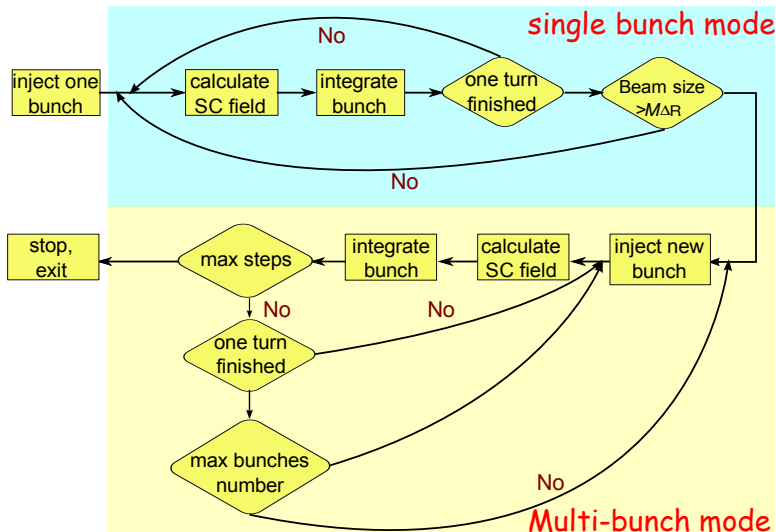 No
single bunch mode
inject one
bunch
calculate
SC field
integrate
bunch
one turn
finished
Beam size
>MΔR
No
stop,
exit
max steps
integrate
bunch
calculate
SC field
inject new
bunch
No
No
one turn
finished
max bunches
number
No
Multi-bunch mode